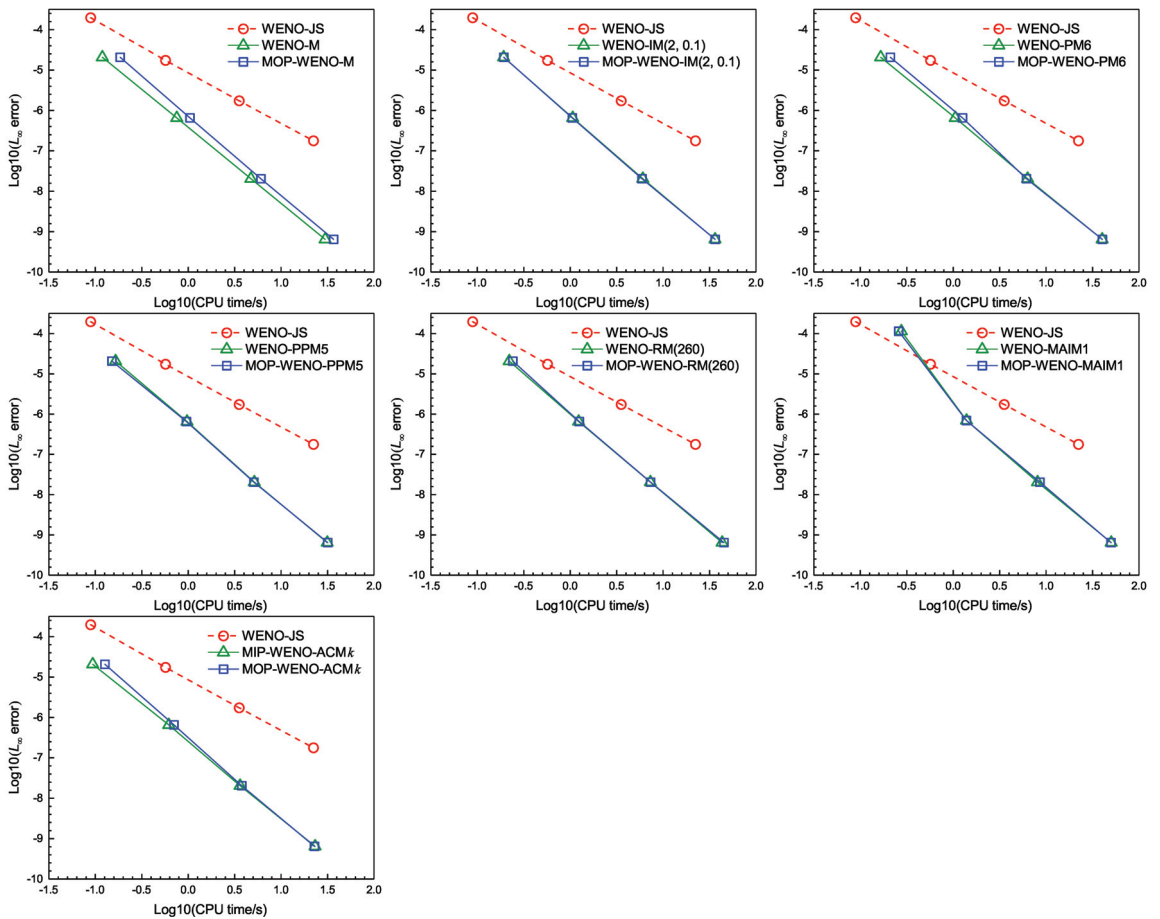 WENO-JS
WENO-M
MOP-WENO-M
-4
-5
-6
-7
-8
-9
-10
Log10(L∞ error)
-1.5 -1.0 -0.5 0.0 0.5 1.0 1.5 2.0
Log10(CPU time/s)
WENO-JS
WENO-IM(2, 0.1)
MOP-WENO-IM(2, 0.1)
-4
-5
-6
-7
-8
-9
-10
Log10(L∞ error)
-1.5 -1.0 -0.5 0.0 0.5 1.0 1.5 2.0
Log10(CPU time/s)
WENO-JS
WENO-PM6
MOP-WENO-PM6
-4
-5
-6
-7
-8
-9
-10
Log10(L∞ error)
-1.5 -1.0 -0.5 0.0 0.5 1.0 1.5 2.0
Log10(CPU time/s)
WENO-JS
WENO-PPM5
MOP-WENO-PPM5
-4
-5
-6
-7
-8
-9
-10
Log10(L∞ error)
-1.5 -1.0 -0.5 0.0 0.5 1.0 1.5 2.0
Log10(CPU time/s)
WENO-JS
WENO-RM(260)
MOP-WENO-RM(260)
-4
-5
-6
-7
-8
-9
-10
Log10(L∞ error)
-1.5 -1.0 -0.5 0.0 0.5 1.0 1.5 2.0
Log10(CPU time/s)
WENO-JS
WENO-MAIM1
MOP-WENO-MAIM1
-4
-5
-6
-7
-8
-9
-10
Log10(L∞ error)
-1.5 -1.0 -0.5 0.0 0.5 1.0 1.5 2.0
Log10(CPU time/s)
WENO-JS
MIP-WENO-ACMk
MOP-WENO-ACMk
-4
-5
-6
-7
-8
-9
-10
Log10(L∞ error)
-1.5 -1.0 -0.5 0.0 0.5 1.0 1.5 2.0
Log10(CPU time/s)